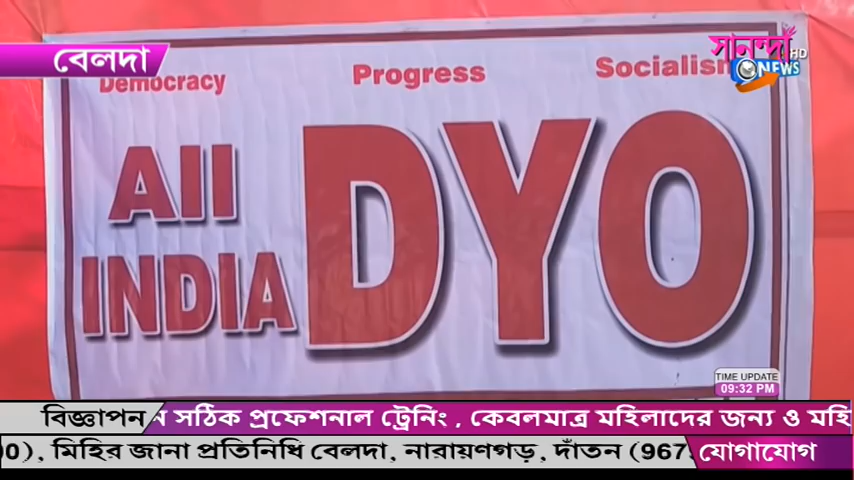 বেলদা
সানন্দা HD
NEWS
Democracy Progress Socialism
All
INDIA
DYO
TIME UPDATE
09:32 PM
বিজ্ঞাপন ন সঠিক প্রফেশনাল ট্রেনিং , কেবলমাত্র মহিলাদের জন্য ও মহি
00), মিহির জানা প্রতিনিধি বেলদা, নারায়ণগড়, দাঁতন (967 যোগাযোগ